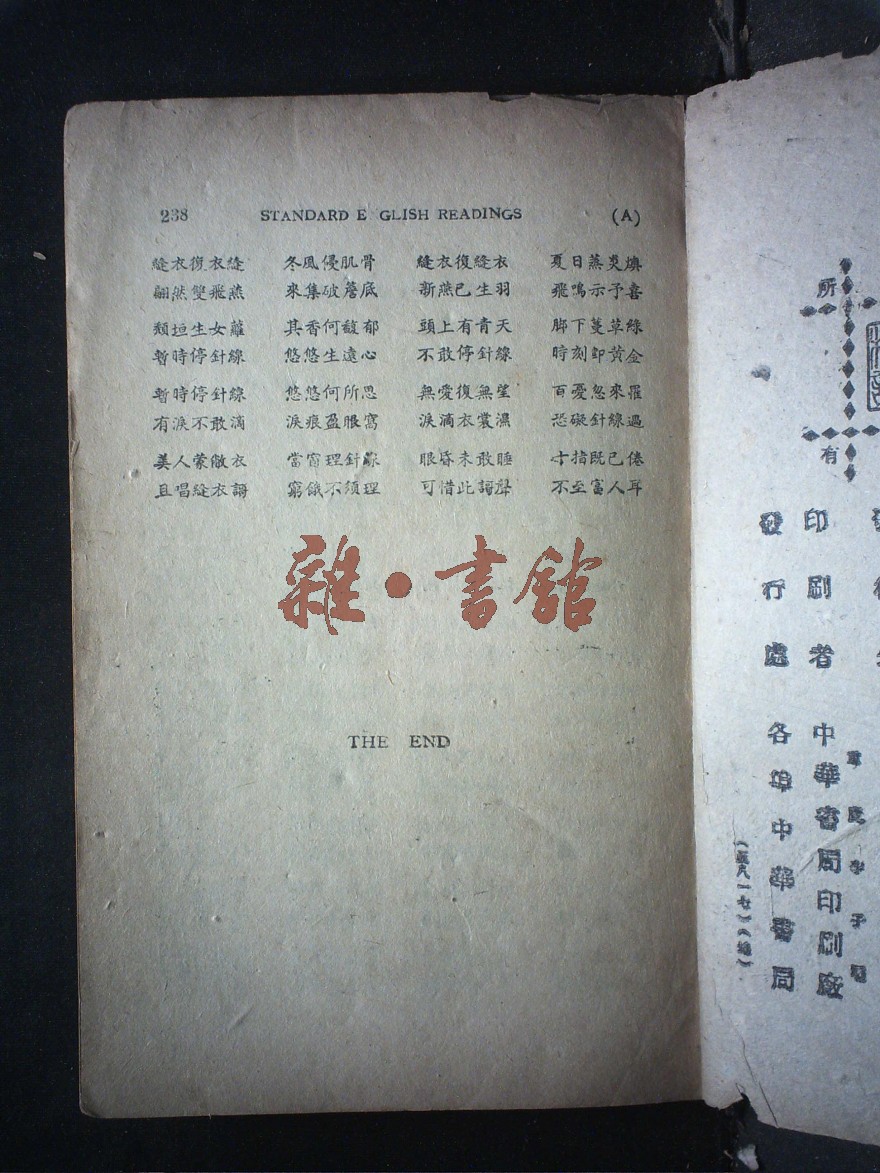 238 STANDARD E GLISH READINGS (A)
縫衣復衣縫 冬風侵肌骨 縫衣復縫衣 夏日蒸炎燠
翩然雙飛燕 來集破簷底 新燕已生羽 飛鳴示予喜
頹垣生女蘿 其香何馥郁 頭上有青天 脚下蔓草綠
暫時停針線 悠悠生遠心 不敢停針線 時刻即黃金
暫時停針線 悠悠何所思 無愛復無望 百憂忽來罹
有淚不敢滴 淚痕盈眼窩 淚滴衣裳濕 恐礙針線過
美人蒙敝衣 當窗理針線 眼昏未敢睡 十指既已倦
且唱縫衣謌 窮餓不須理 可惜此謌聲 不至富人耳
雜·書館
THE END
所
有
印刷者 中華書局印刷廠
發行處 各埠中華書局